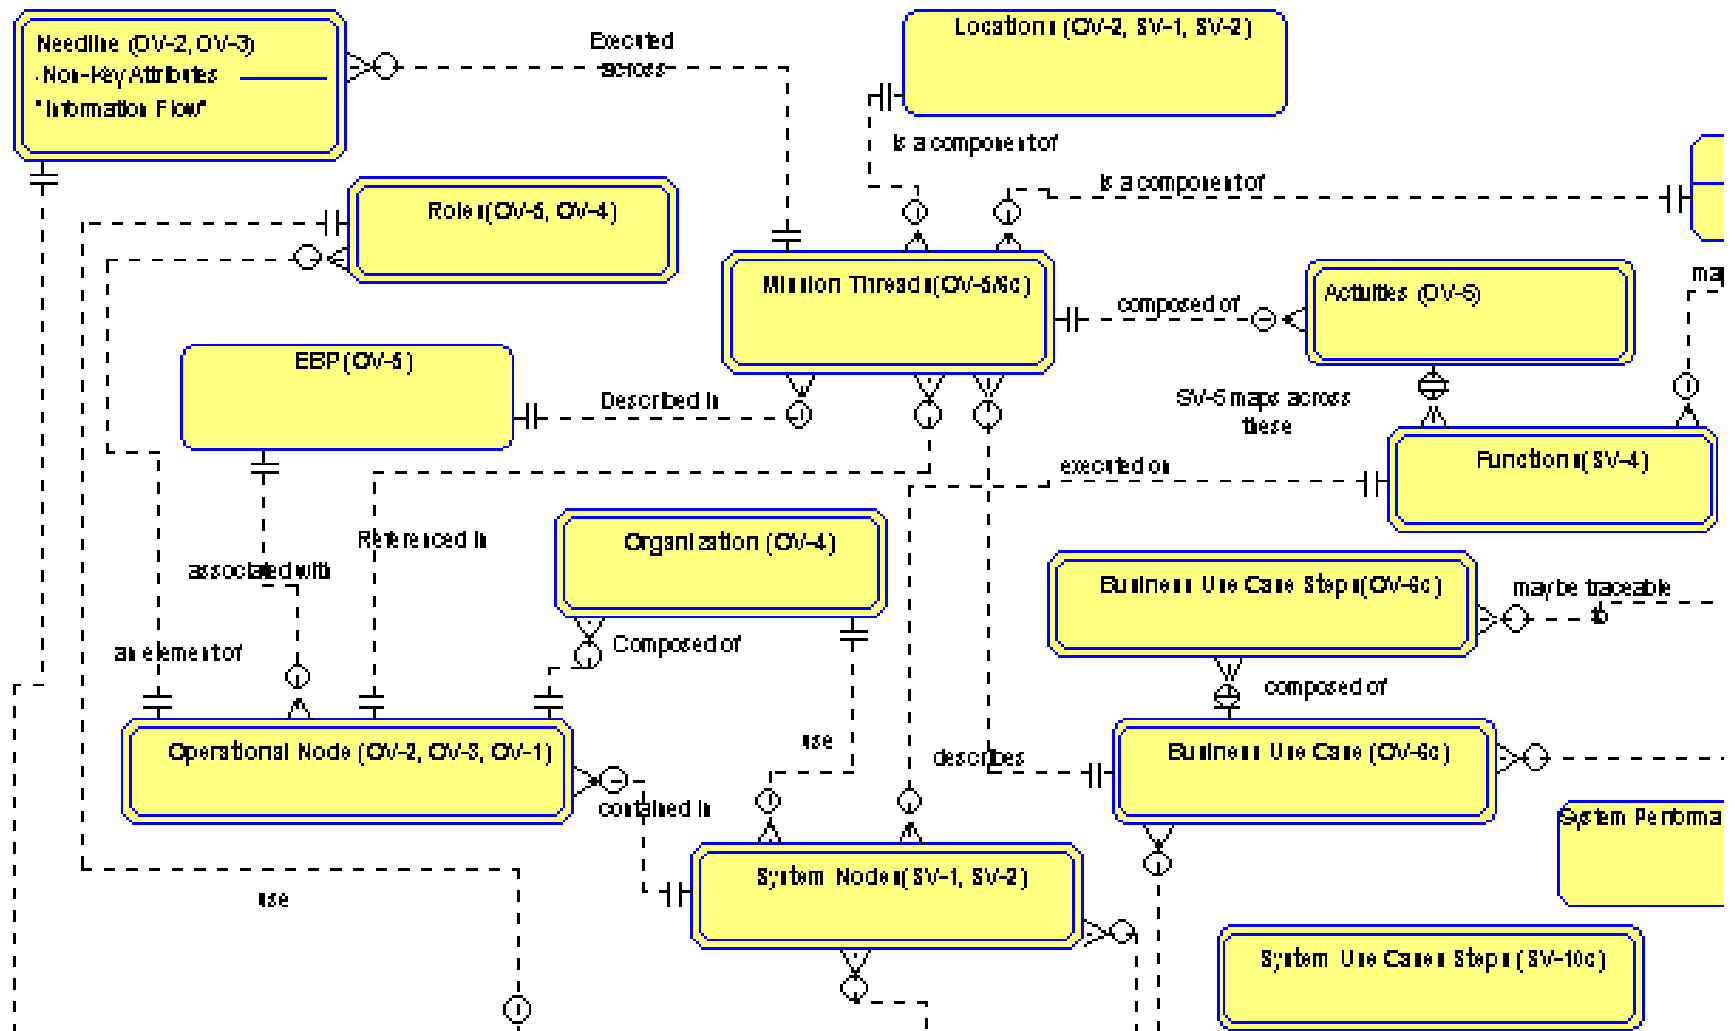 Needline (OV-2, OV-3)
Non-Key Attributes
"Information Flow"
Executed
across
Locations (OV-2, SV-1, SV-2)
Is a component of
Is a component of
Roles(OV-5, OV-4)
Mission Threads(OV-5/6c)
composed of
Activities (OV-5)
EBP(OV-5)
Described in
SV-5 maps across
these
Functions(SV-4)
executed on
Referenced in
Organization (OV-4)
associated with
Business Use Case Steps(OV-6c)
may be traceable
to
an element of
Composed of
composed of
Operational Node (OV-2, OV-3, OV-1)
use
describes
Business Use Case (OV-6c)
contained in
System Performa
System Nodes(SV-1, SV-2)
use
System Use Cases Steps (SV-10c)